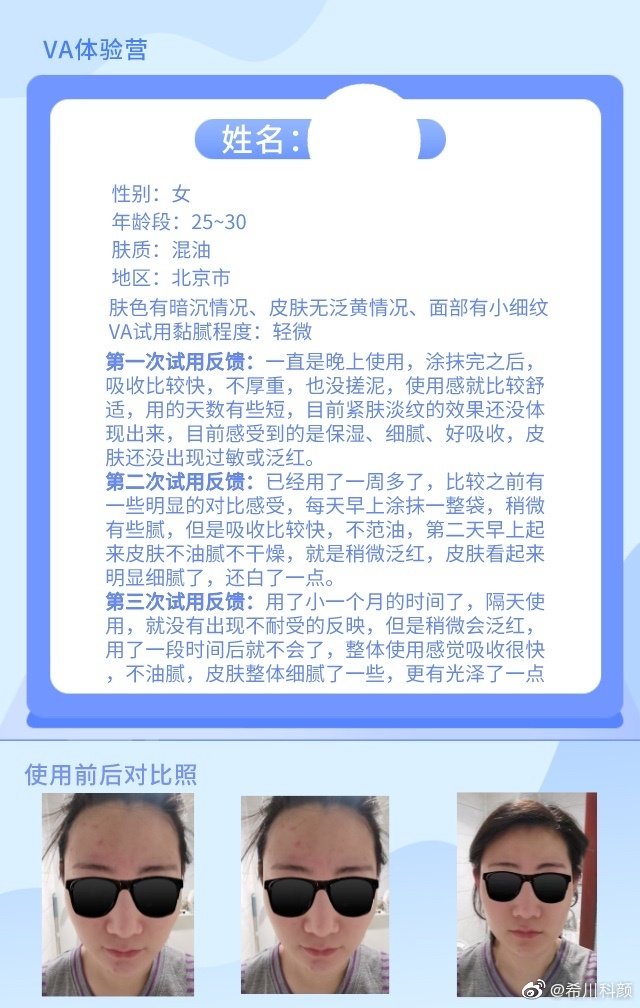 VA体验营
姓名：
性别：女
年龄段：25~30
肤质：混油
地区：北京市
肤色有暗沉情况、皮肤无泛黄情况、面部有小细纹
VA试用黏腻程度：轻微
第一次试用反馈：一直是晚上使用，涂抹完之后，
吸收比较快，不厚重，也没搓泥，使用感就比较舒
适，用的天数有些短，目前紧肤淡纹的效果还没体
现出来，目前感受到的是保湿、细腻、好吸收，皮
肤还没出现过敏或泛红。
第二次试用反馈：已经用了一周多了，比较之前有
一些明显的对比感受，每天早上涂抹一整袋，稍微
有些腻，但是吸收比较快，不范油，第二天早上起
来皮肤不油腻不干燥，就是稍微泛红，皮肤看起来
明显细腻了，还白了一点。
第三次试用反馈：用了小一个月的时间了，隔天使
用，就没有出现不耐受的反映，但是稍微会泛红，
用了一段时间后就不会了，整体使用感觉吸收很快
，不油腻，皮肤整体细腻了一些，更有光泽了一点
使用前后对比照
@希川科颜